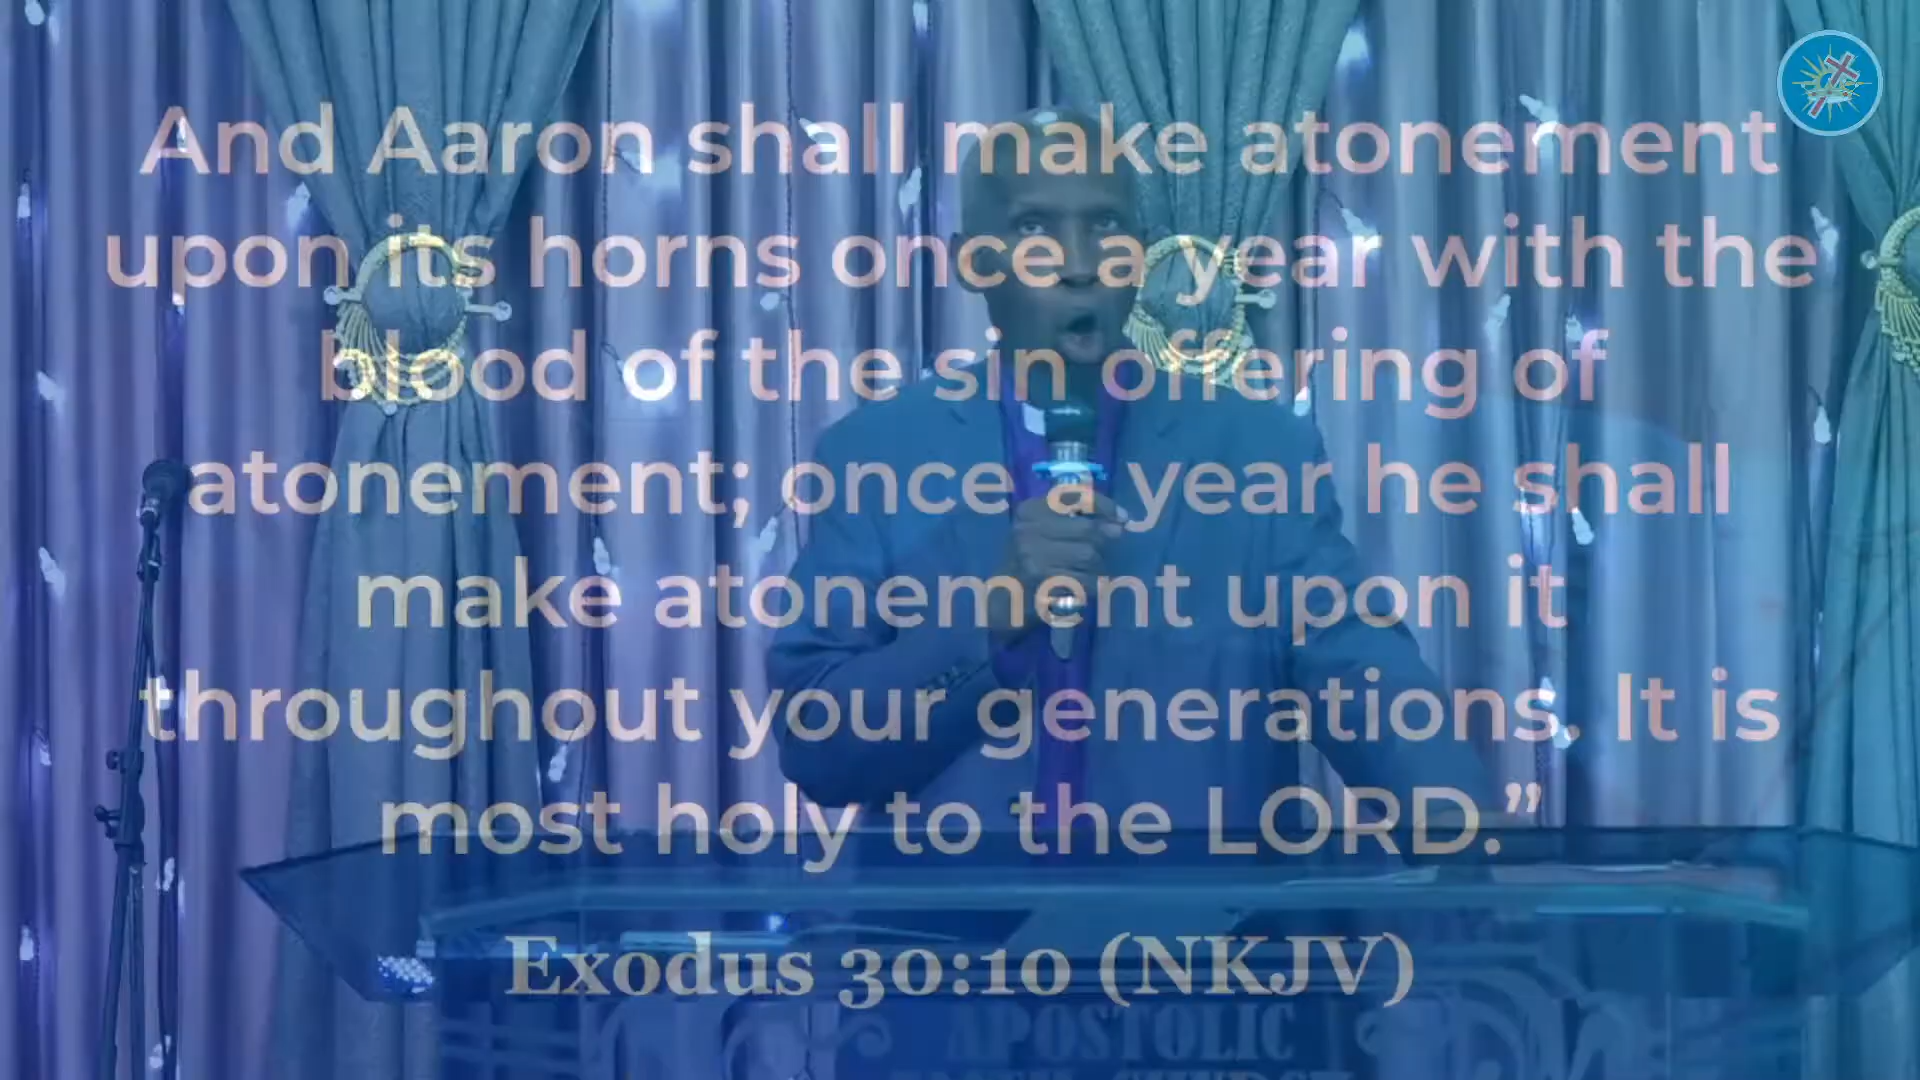 And Aaron shall make atonement
upon its horns once a year with the
blood of the sin offering of
atonement; once a year he shall
make atonement upon it
throughout your generations. It is
most holy to the LORD.”
Exodus 30:10 (NKJV)
APOSTOLIC